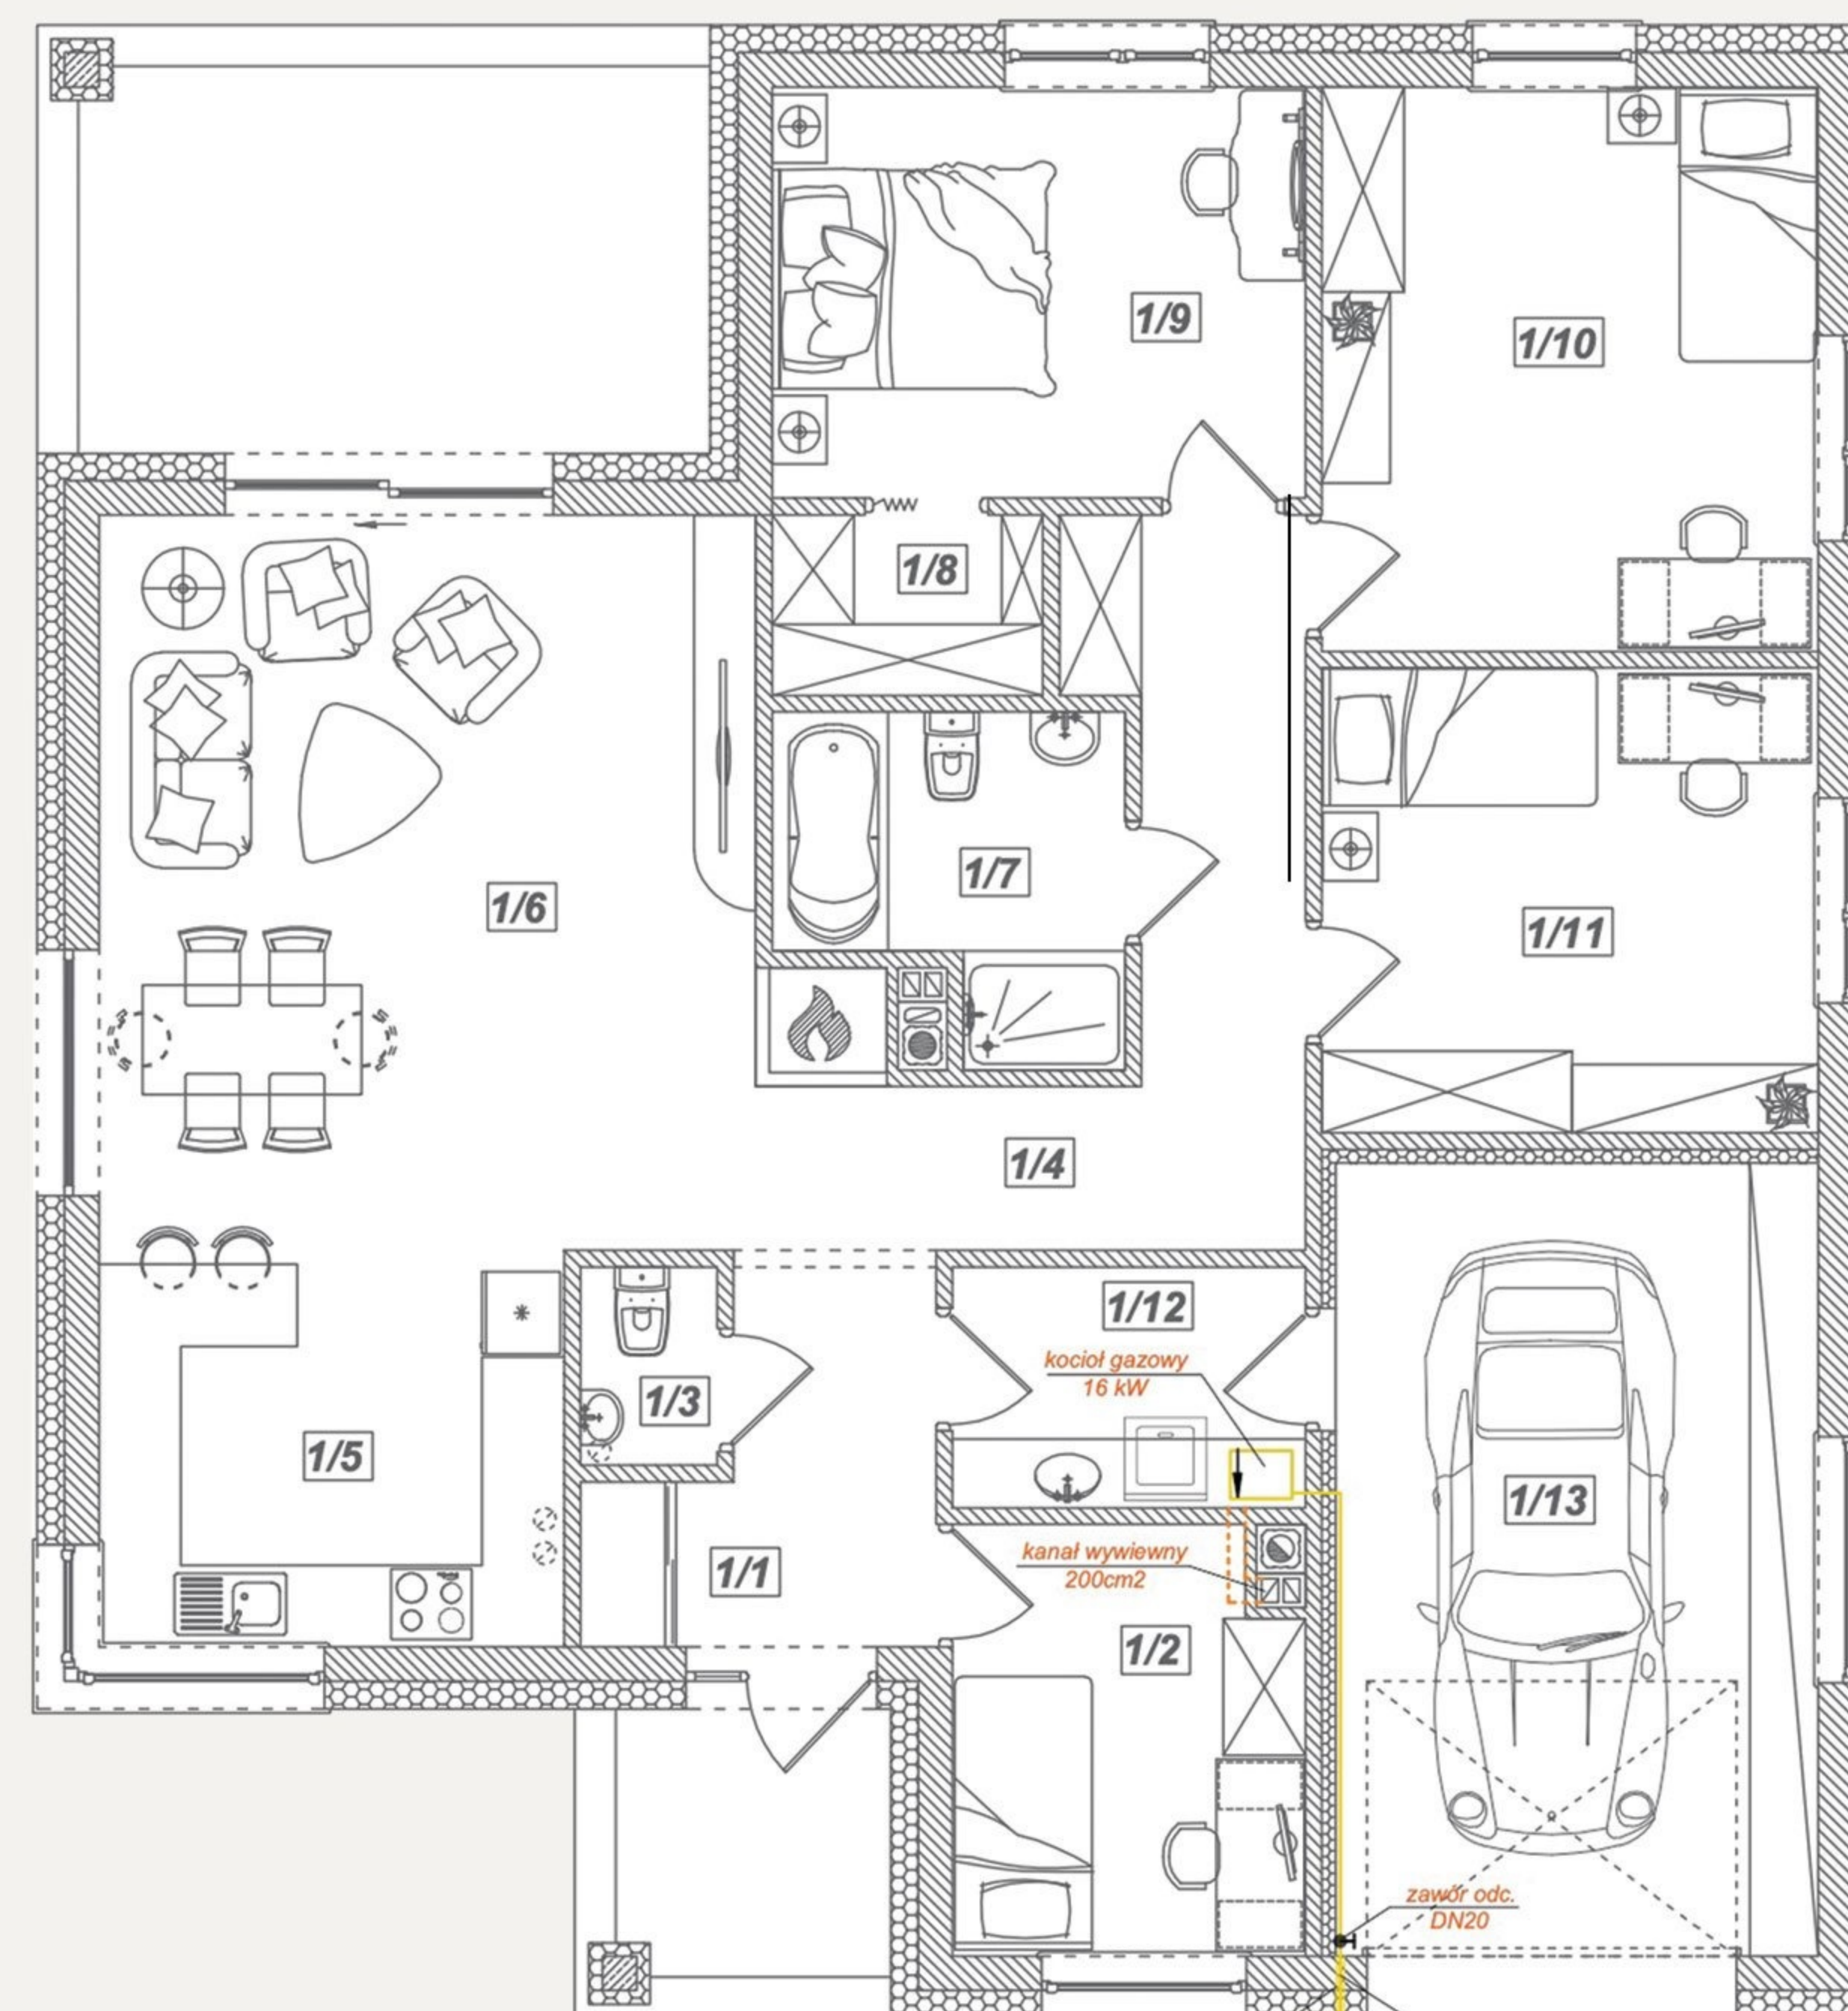 1/9
1/10
1/8
1/7
1/6
1/11
1/4
1/12
kocioł gazowy
16 kW
1/3
1/5
1/13
1/1
kanał wywiewny
200cm2
1/2
zawór odc.
DN20